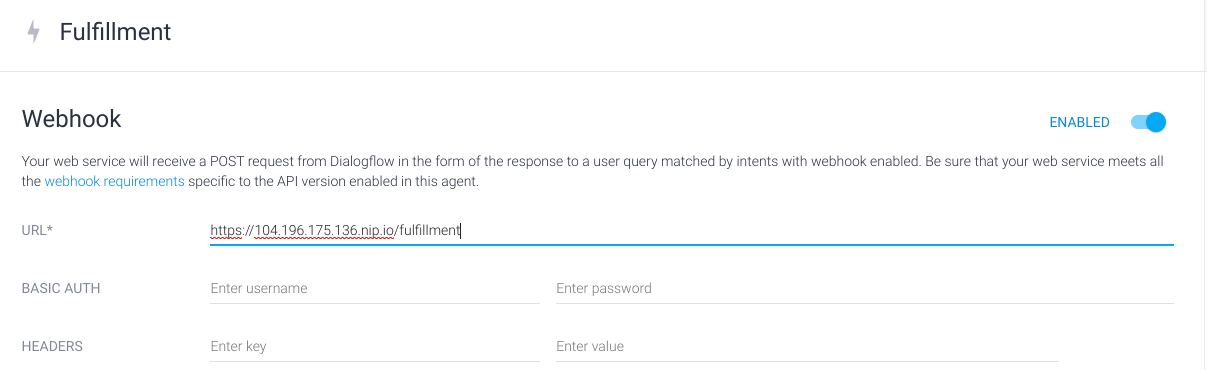 Fulfillment
Webhook
ENABLED
Your web service will receive a POST request from Dialogflow in the form of the response to a user query matched by intents with webhook enabled. Be sure that your web service meets all
the webhook requirements specific to the API version enabled in this agent.
URL* https://104.196.175.136.nip.io/fulfillment
BASIC AUTH Enter username Enter password
HEADERS Enter key Enter value